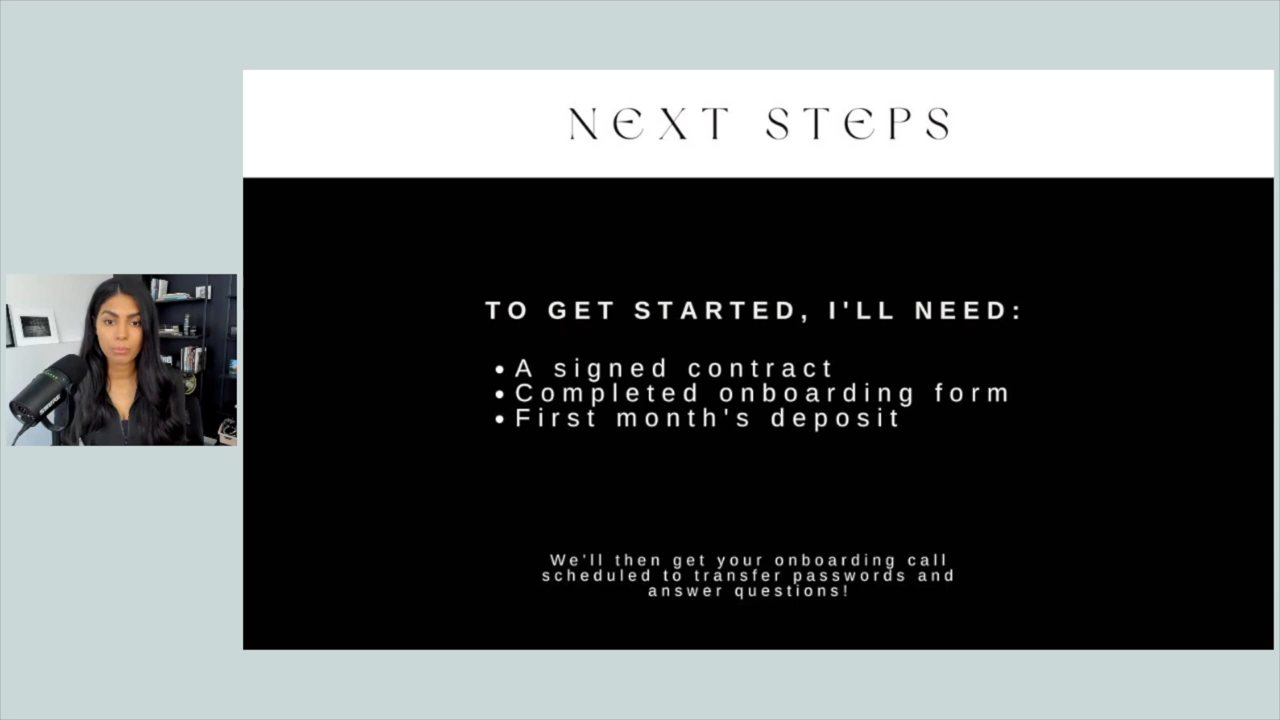 NEXT STEPS
TO GET STARTED, I'LL NEED:
• A signed contract
• Completed onboarding form
• First month's deposit
We'll then get your onboarding call
scheduled to transfer passwords and
answer questions!